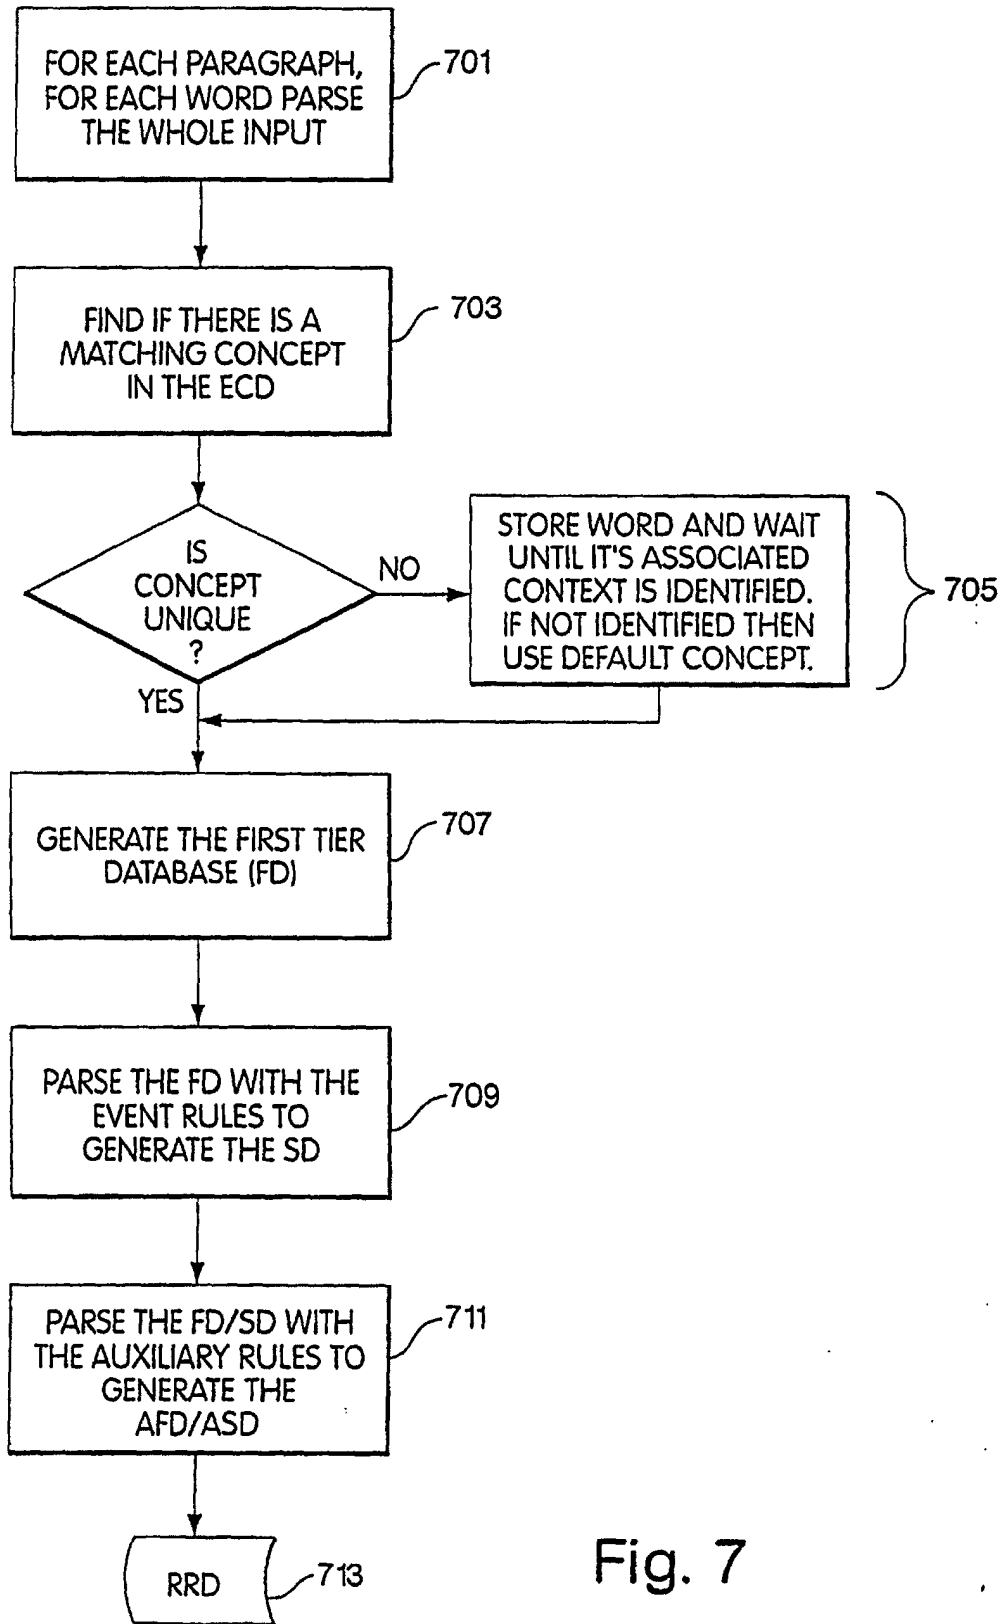 FOR EACH PARAGRAPH,
FOR EACH WORD PARSE
THE WHOLE INPUT
701
FIND IF THERE IS A
MATCHING CONCEPT
IN THE ECD
703
IS
CONCEPT
UNIQUE
?
NO
YES
STORE WORD AND WAIT
UNTIL IT'S ASSOCIATED
CONTEXT IS IDENTIFIED.
IF NOT IDENTIFIED THEN
USE DEFAULT CONCEPT.
705
GENERATE THE FIRST TIER
DATABASE (FD)
707
PARSE THE FD WITH THE
EVENT RULES TO
GENERATE THE SD
709
PARSE THE FD/SD WITH
THE AUXILIARY RULES TO
GENERATE THE
AFD/ASD
711
RRD
713
Fig. 7